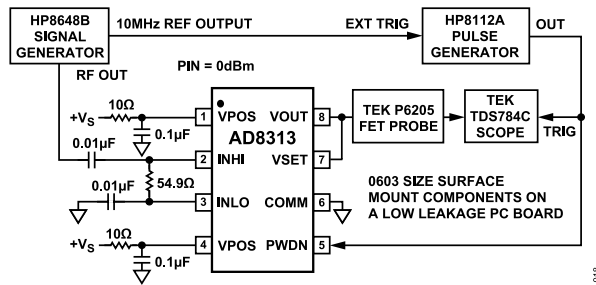 HP8648B
SIGNAL
GENERATOR
10MHz REF OUTPUT
EXT TRIG
HP8112A
PULSE
GENERATOR
OUT
RF OUT
PIN = 0dBm
+VS
10Ω
0.1µF
0.01µF
54.9Ω
0.01µF
+VS
10Ω
0.1µF
1 VPOS
VOUT 8
AD8313
2 INHI
VSET 7
3 INLO
COMM 6
4 VPOS
PWDN 5
TEK P6205
FET PROBE
TEK
TDS784C
SCOPE
TRIG
0603 SIZE SURFACE
MOUNT COMPONENTS ON
A LOW LEAKAGE PC BOARD